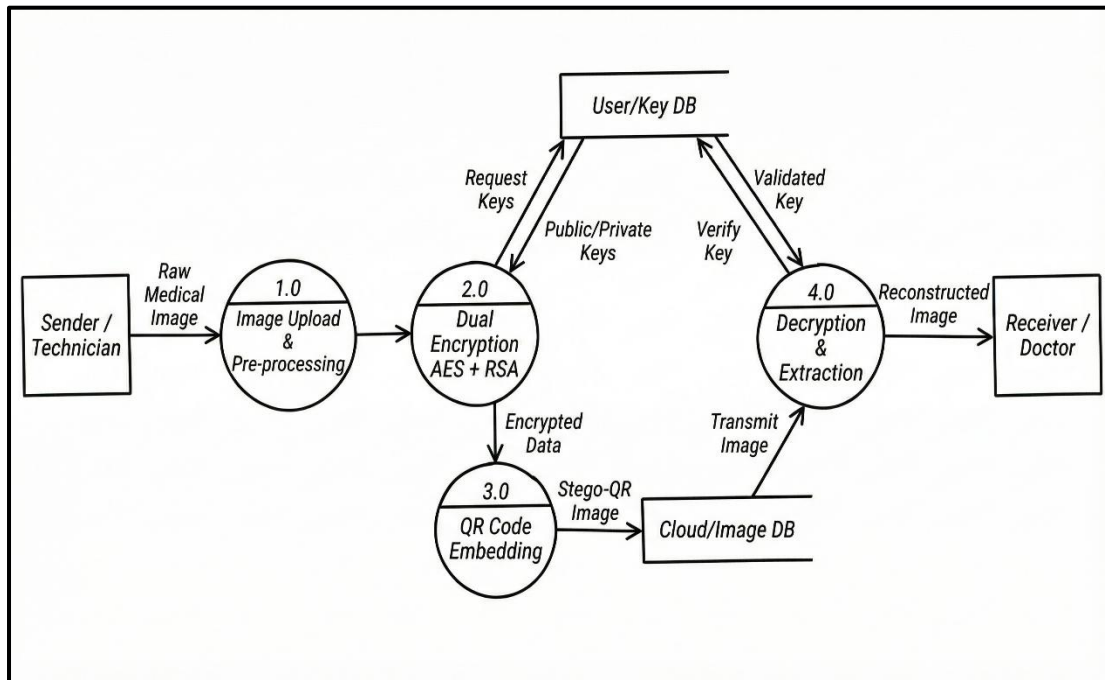 User/Key DB
Request
Keys
Public/Private
Keys
Validated
Key
Verify
Key
Sender /
Technician
Raw
Medical
Image
1.0
Image Upload
&
Pre-processing
2.0
Dual
Encryption
AES + RSA
4.0
Decryption
&
Extraction
Reconstructed
Image
Receiver /
Doctor
Encrypted
Data
3.0
QR Code
Embedding
Stego-QR
Image
Cloud/Image DB
Transmit
Image